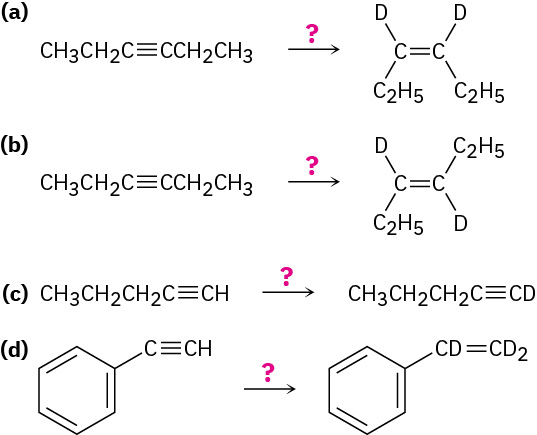 (a)
D D
?
CH₃CH₂C≡CCH₂CH₃ ⟶ C=C
C₂H₅ C₂H₅
(b)
D C₂H₅
?
CH₃CH₂C≡CCH₂CH₃ ⟶ C=C
C₂H₅ D
?
(c) CH₃CH₂CH₂C≡CH ⟶ CH₃CH₂CH₂C≡CD
(d) C≡CH CD=CD₂
?